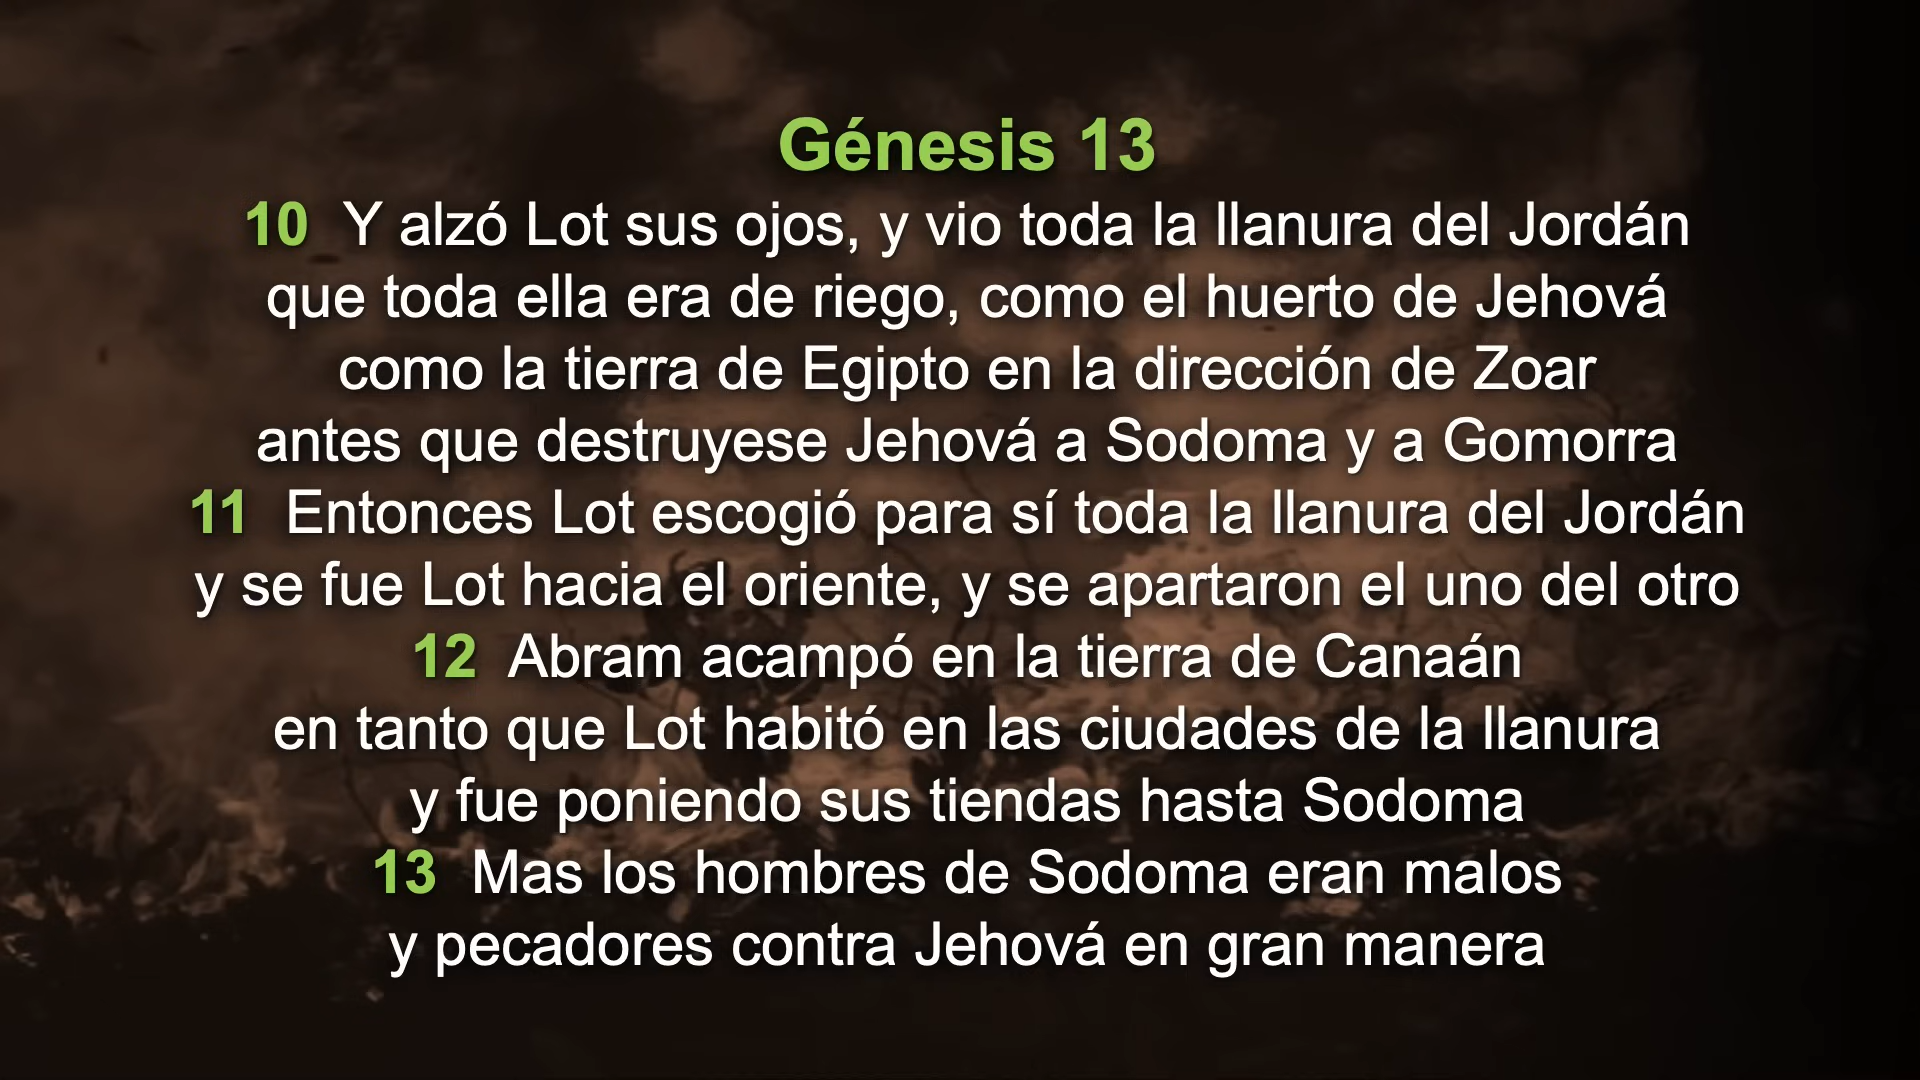 Génesis 13
10 Y alzó Lot sus ojos, y vio toda la llanura del Jordán
que toda ella era de riego, como el huerto de Jehová
como la tierra de Egipto en la dirección de Zoar
antes que destruyese Jehová a Sodoma y a Gomorra
11 Entonces Lot escogió para sí toda la llanura del Jordán
y se fue Lot hacia el oriente, y se apartaron el uno del otro
12 Abram acampó en la tierra de Canaán
en tanto que Lot habitó en las ciudades de la llanura
y fue poniendo sus tiendas hasta Sodoma
13 Mas los hombres de Sodoma eran malos
y pecadores contra Jehová en gran manera